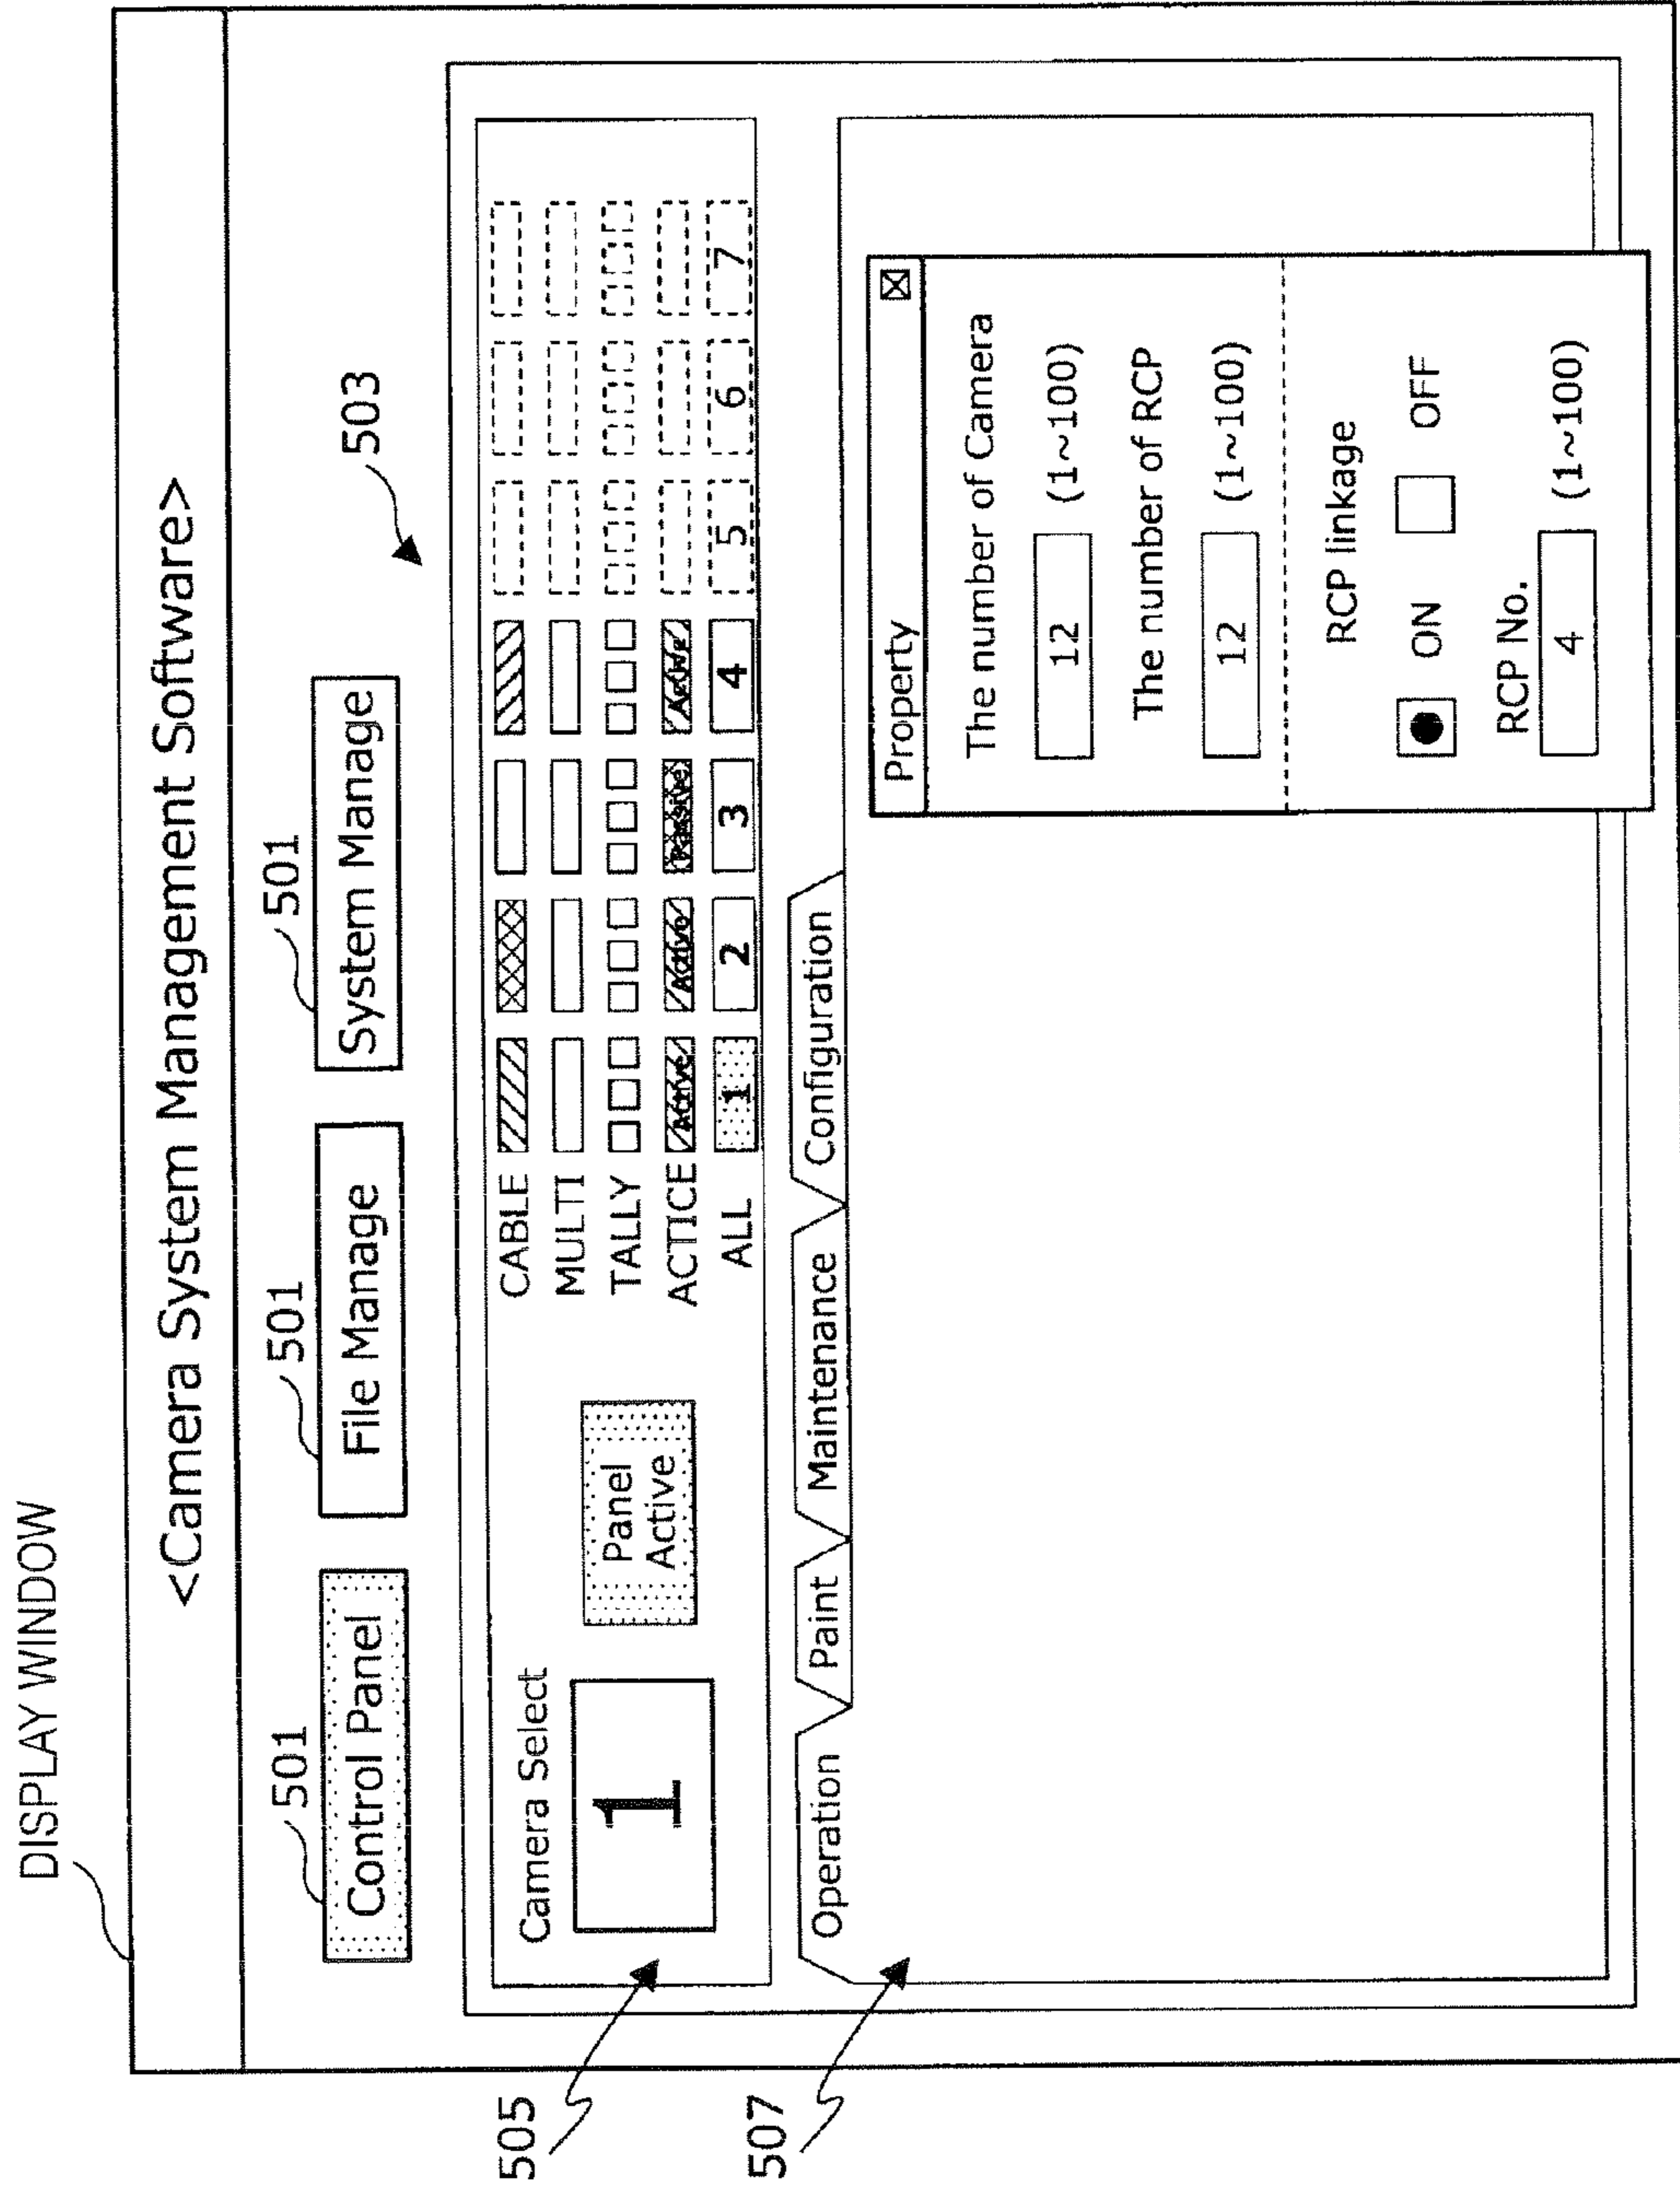 DISPLAY WINDOW
<Camera System Management Software>
501
501
501
Control Panel
File Manage
System Manage
503
505
Camera Select
1
Panel
Active
CABLE
MULTI
TALLY
ACTICE Active Active Passive Active
ALL 1 2 3 4 5 6 7
507
Operation Paint Maintenance Configuration
Property
The number of Camera
12 (1~100)
The number of RCP
12 (1~100)
RCP linkage
ON OFF
RCP No.
4 (1~100)